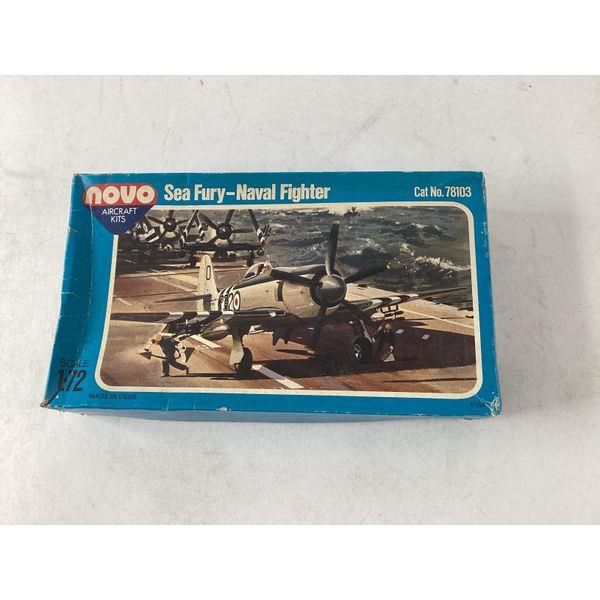 novo
AIRCRAFT
KITS
Sea Fury–Naval Fighter
Cat No. 78103
D
SCALE
1:72
MADE IN USSR